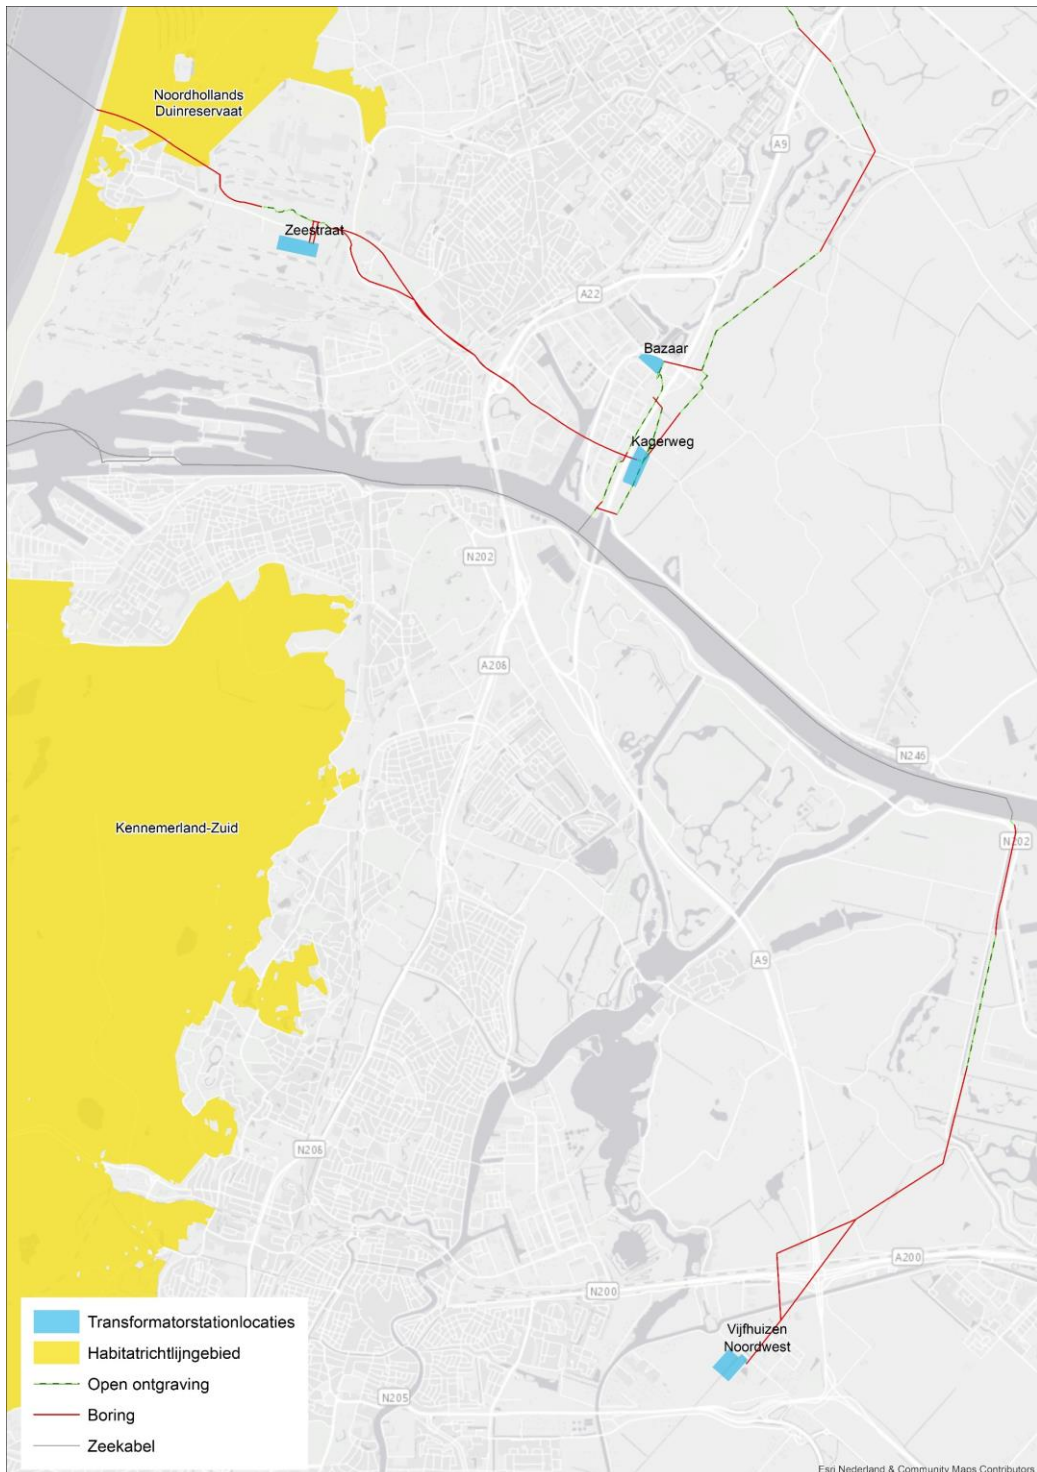 Noordhollands
Duinreservaat
A9
Zeestraat
A22
Bazaar
Kagerweg
N202
A208
N246
Kennemerland-Zuid
N202
A9
N208
A200
N200
Vijfhuizen
Noordwest
Transformatorstationlocaties
Habitatrichtlijngebied
Open ontgraving
Boring
Zeekabel
N205
Esri Nederland & Community Maps Contributors